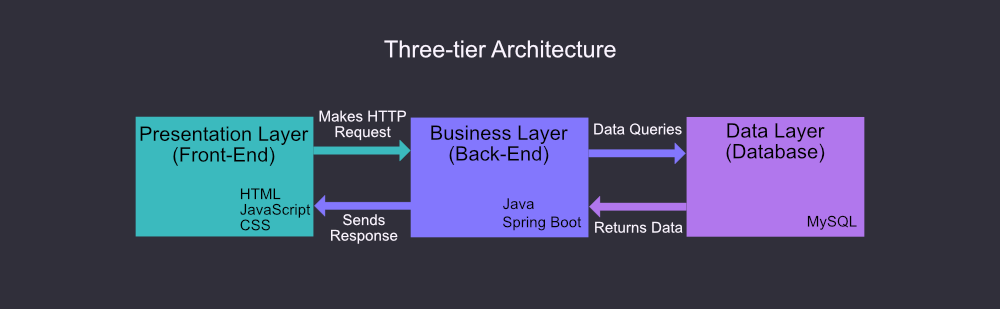 Three-tier Architecture
Presentation Layer
(Front-End)
HTML
JavaScript
CSS
Makes HTTP
Request
Sends
Response
Business Layer
(Back-End)
Java
Spring Boot
Data Queries
Returns Data
Data Layer
(Database)
MySQL